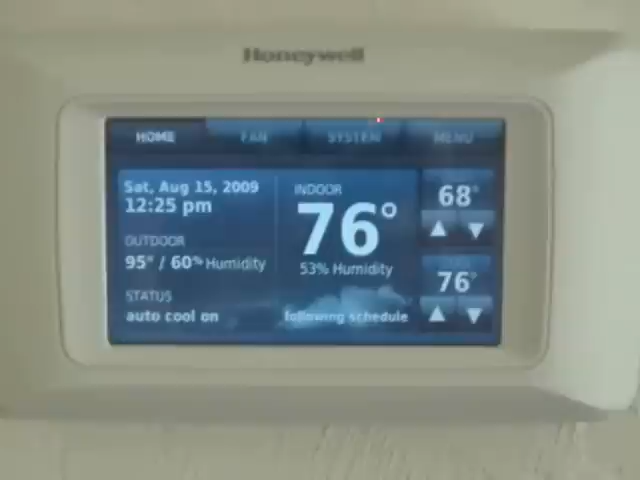 Honeywell
HOME FAN SYSTEM MENU
Sat, Aug 15, 2009
12:25 pm
OUTDOOR
95° / 60% Humidity
STATUS
auto cool on
INDOOR
76°
53% Humidity
following schedule
68°
76°